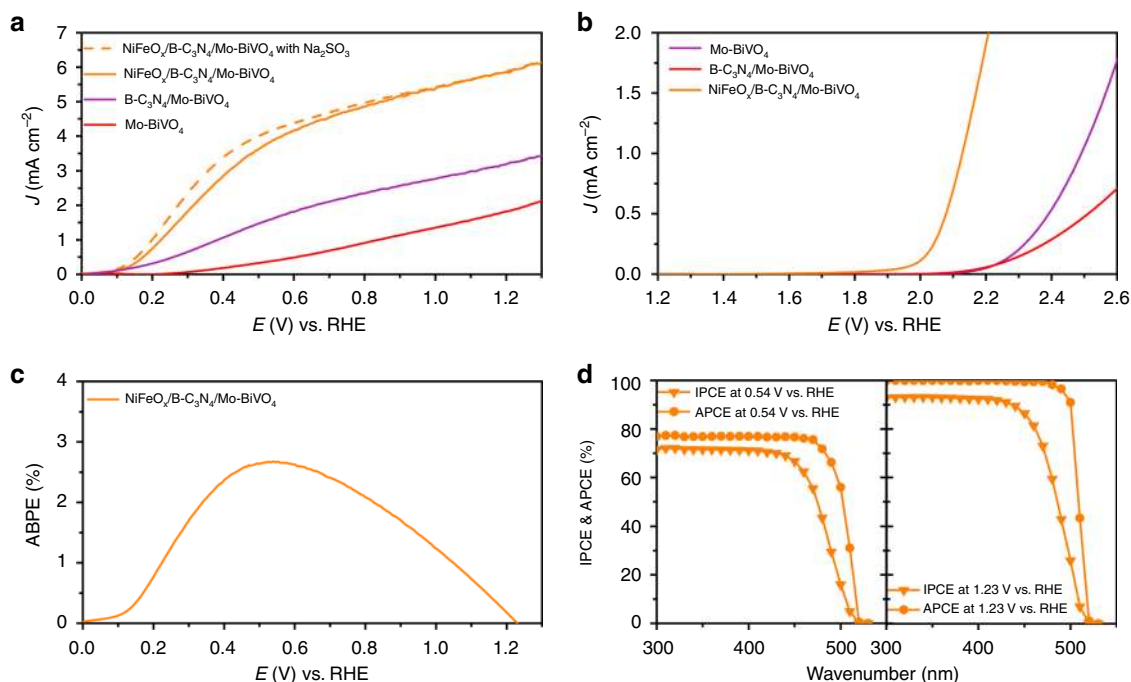 a
7
6
5
4
3
2
1
0
J (mA cm⁻²)
NiFeOₓ/B-C₃N₄/Mo-BiVO₄ with Na₂SO₃
NiFeOₓ/B-C₃N₄/Mo-BiVO₄
B-C₃N₄/Mo-BiVO₄
Mo-BiVO₄
0.0 0.2 0.4 0.6 0.8 1.0 1.2
E (V) vs. RHE
b
2.0
1.5
1.0
0.5
0.0
J (mA cm⁻²)
Mo-BiVO₄
B-C₃N₄/Mo-BiVO₄
NiFeOₓ/B-C₃N₄/Mo-BiVO₄
1.2 1.4 1.6 1.8 2.0 2.2 2.4 2.6
E (V) vs. RHE
c
4
3
2
1
0
ABPE (%)
NiFeOₓ/B-C₃N₄/Mo-BiVO₄
0.0 0.2 0.4 0.6 0.8 1.0 1.2
E (V) vs. RHE
d
100
80
60
40
20
0
IPCE & APCE (%)
IPCE at 0.54 V vs. RHE
APCE at 0.54 V vs. RHE
IPCE at 1.23 V vs. RHE
APCE at 1.23 V vs. RHE
300 400 500 300 400 500
Wavenumber (nm)